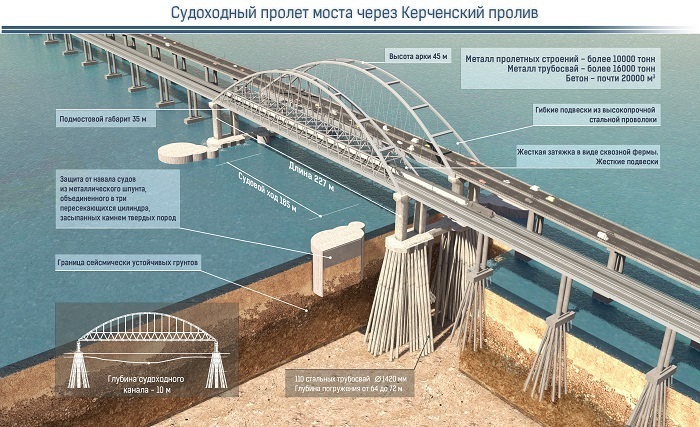 Судоходный пролет моста через Керченский пролив
Высота арки 45 м
Металл пролетных строений – более 10000 тонн
Металл трубосвай – более 16000 тонн
Бетон – почти 20000 м³
Подмостовой габарит 35 м
Гибкие подвески из высокопрочной
стальной проволоки
Жесткая затяжка в виде сквозной фермы.
Жесткие подвески
Длина 227 м
Судовой ход 185 м
Защита от навала судов
из металлического шпунта,
объединенного в три
пересекающихся цилиндра,
засыпанных камнем твердых пород
Граница сейсмически устойчивых грунтов
Глубина судоходного
канала – 10 м
110 стальных трубосвай Ø 1420 мм
Глубина погружения от 64 до 72 м